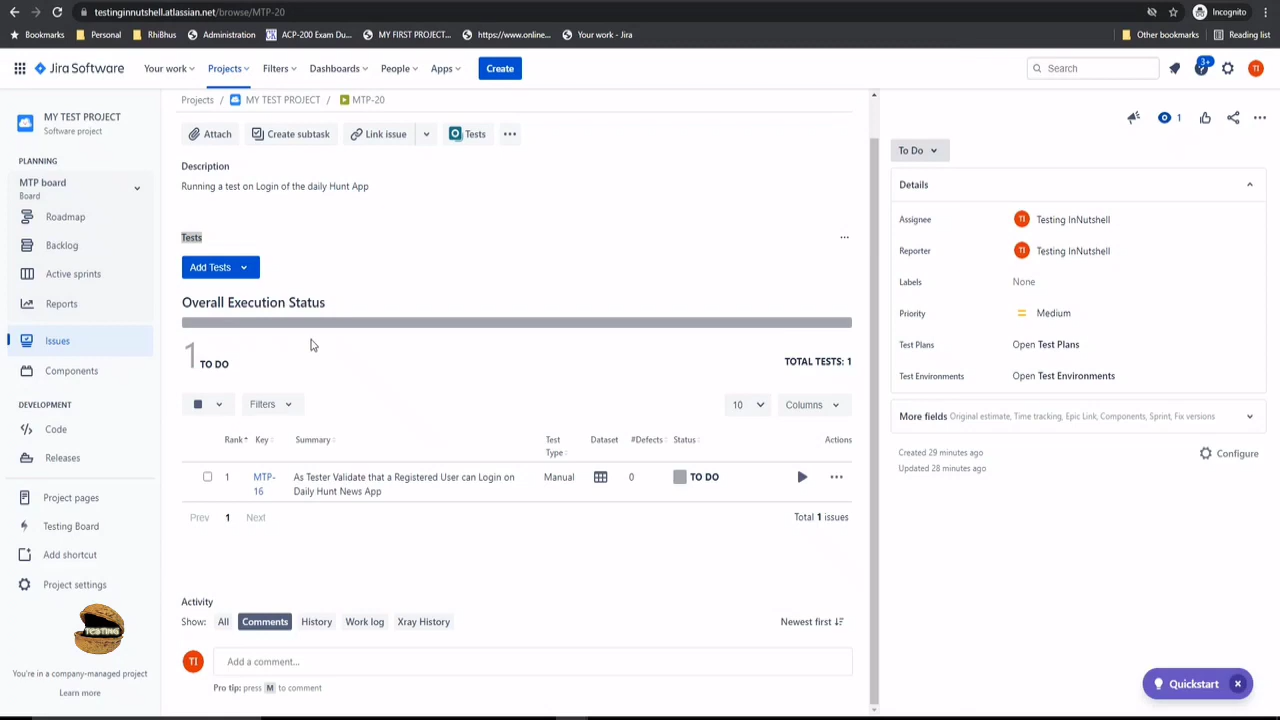 testinginnutshell.atlassian.net/browse/MTP-20
Incognito
Bookmarks
Personal
RhiBhus
Administration
ACP-200 Exam Du...
MY FIRST PROJECT...
https://www.online...
Your work - Jira
Other bookmarks
Reading list
Jira Software
Your work
Projects
Filters
Dashboards
People
Apps
Create
Search
3+
TI
MY TEST PROJECT
Software project
PLANNING
MTP board
Board
Roadmap
Backlog
Active sprints
Reports
Issues
Components
DEVELOPMENT
Code
Releases
Project pages
Testing Board
Add shortcut
Project settings
TESTING
You're in a company-managed project
Learn more
Projects / MY TEST PROJECT / MTP-20
Attach
Create subtask
Link issue
Tests
Description
Running a test on Login of the daily Hunt App
Tests
Add Tests
Overall Execution Status
1 TO DO
TOTAL TESTS: 1
Filters
10
Columns
Rank Key Summary Test Type Dataset #Defects Status Actions
1 MTP-16 As Tester Validate that a Registered User can Login on Manual 0 TO DO
Daily Hunt News App
Prev 1 Next
Total 1 issues
Activity
Show: All Comments History Work log Xray History
Newest first
TI
Add a comment...
Pro tip: press M to comment
1
To Do
Details
Assignee TI Testing InNutshell
Reporter TI Testing InNutshell
Labels None
Priority Medium
Test Plans Open Test Plans
Test Environments Open Test Environments
More fields Original estimate, Time tracking, Epic Link, Components, Sprint, Fix versions
Created 29 minutes ago
Updated 28 minutes ago
Configure
Quickstart